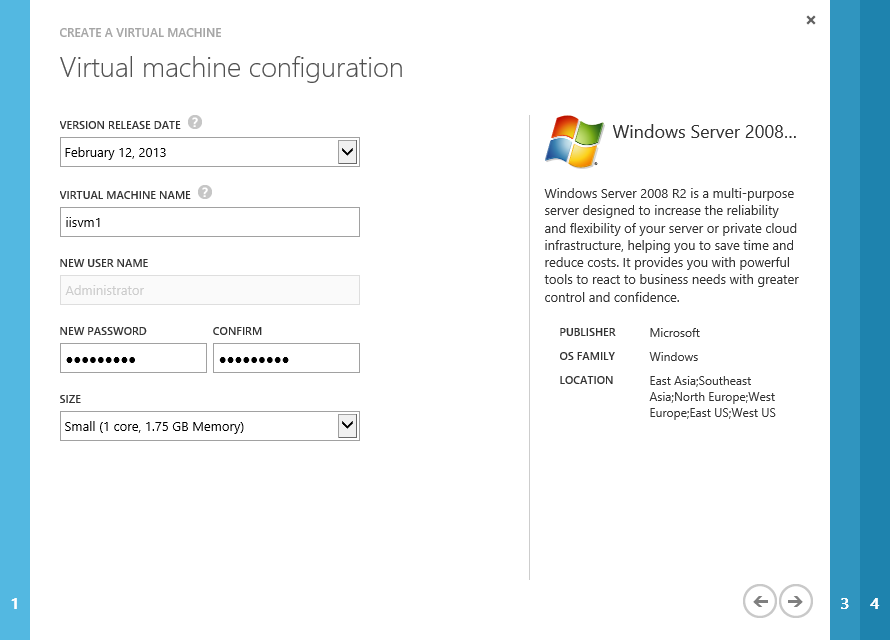 CREATE A VIRTUAL MACHINE
Virtual machine configuration
VERSION RELEASE DATE ?
February 12, 2013
VIRTUAL MACHINE NAME ?
iisvm1
NEW USER NAME
Administrator
NEW PASSWORD CONFIRM
●●●●●●●●● ●●●●●●●●●
SIZE
Small (1 core, 1.75 GB Memory)
Windows Server 2008...
Windows Server 2008 R2 is a multi-purpose
server designed to increase the reliability
and flexibility of your server or private cloud
infrastructure, helping you to save time and
reduce costs. It provides you with powerful
tools to react to business needs with greater
control and confidence.
PUBLISHER Microsoft
OS FAMILY Windows
LOCATION East Asia;Southeast
Asia;North Europe;West
Europe;East US;West US
1
3 4